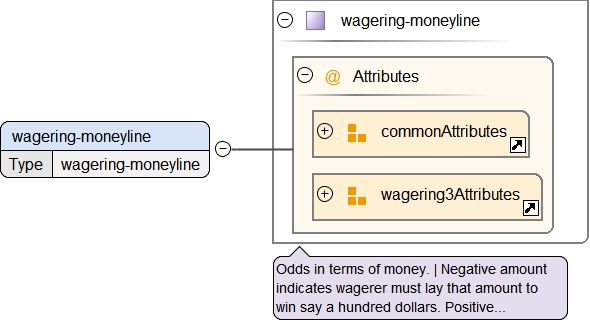 wagering-moneyline
@ Attributes
commonAttributes
wagering3Attributes
wagering-moneyline
Type wagering-moneyline
Odds in terms of money. | Negative amount
indicates wagerer must lay that amount to
win say a hundred dollars. Positive...